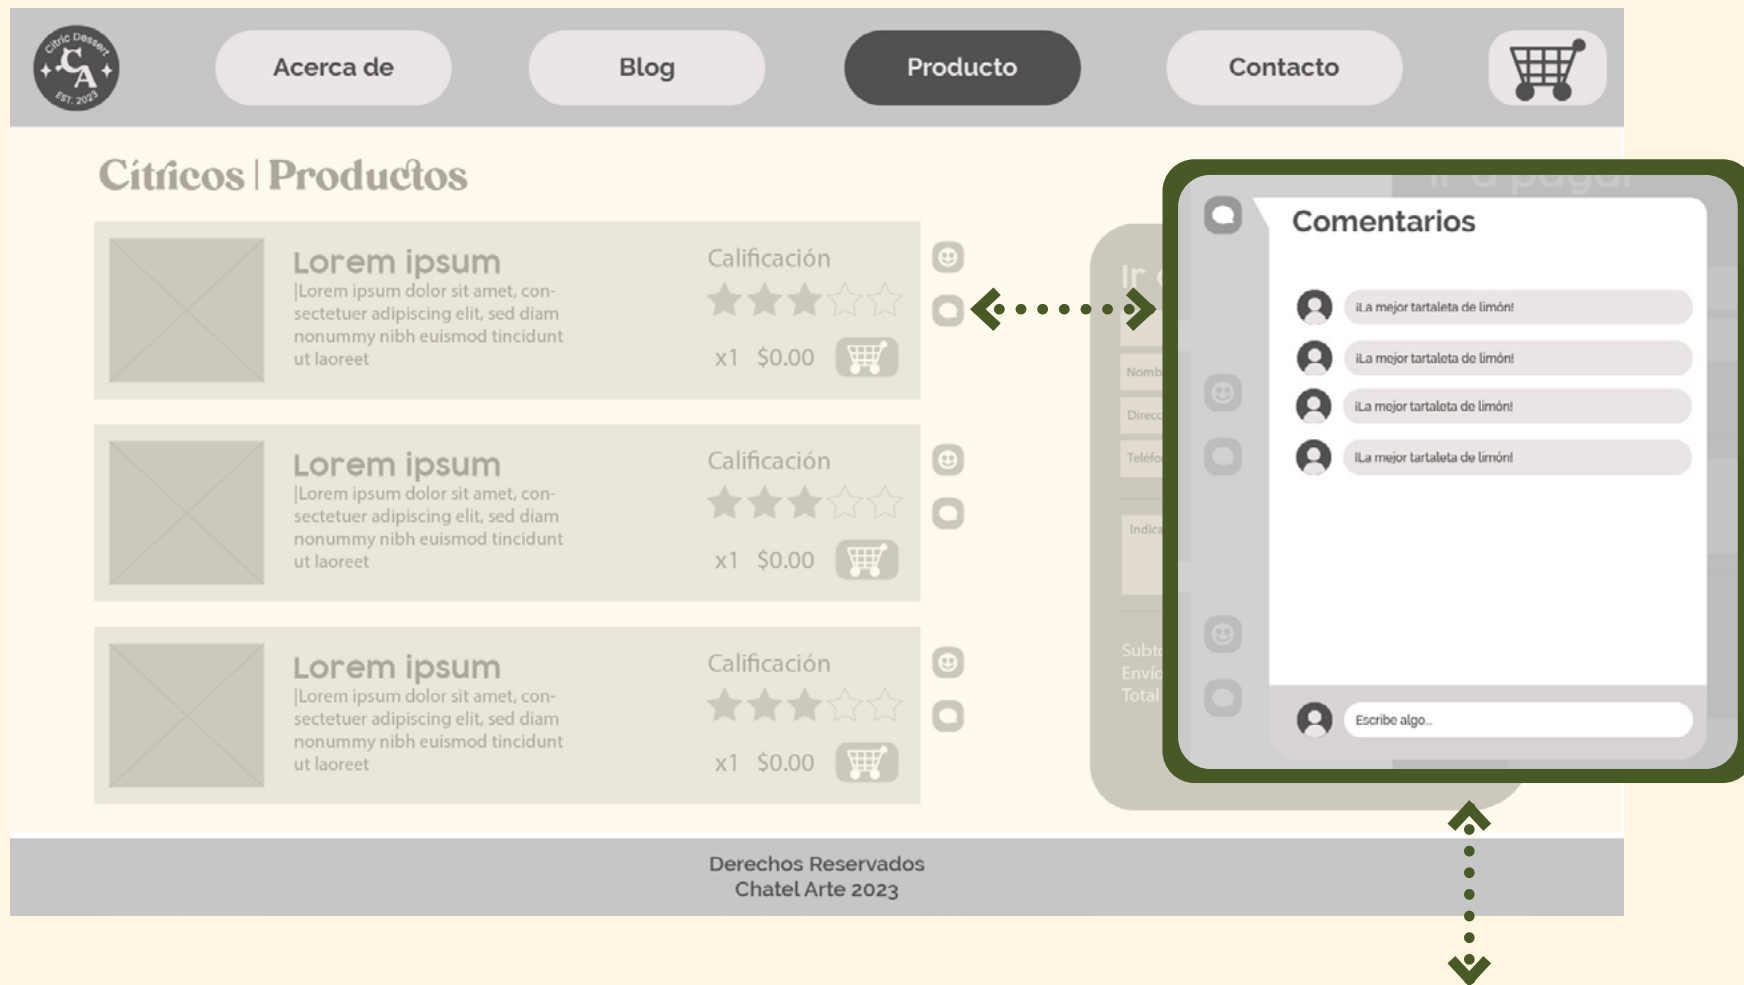 Citric Dessert
CA
EST. 2023
Acerca de
Blog
Producto
Contacto
Cítricos | Productos
Lorem ipsum
|Lorem ipsum dolor sit amet, con-
sectetuer adipiscing elit, sed diam
nonummy nibh euismod tincidunt
ut laoreet
Calificación
x1 $0.00
Lorem ipsum
|Lorem ipsum dolor sit amet, con-
sectetuer adipiscing elit, sed diam
nonummy nibh euismod tincidunt
ut laoreet
Calificación
x1 $0.00
Lorem ipsum
|Lorem ipsum dolor sit amet, con-
sectetuer adipiscing elit, sed diam
nonummy nibh euismod tincidunt
ut laoreet
Calificación
x1 $0.00
Ir
Total
Ir a pagar
Comentarios
¡La mejor tartaleta de limón!
¡La mejor tartaleta de limón!
¡La mejor tartaleta de limón!
¡La mejor tartaleta de limón!
Escribe algo...
Derechos Reservados
Chatel Arte 2023